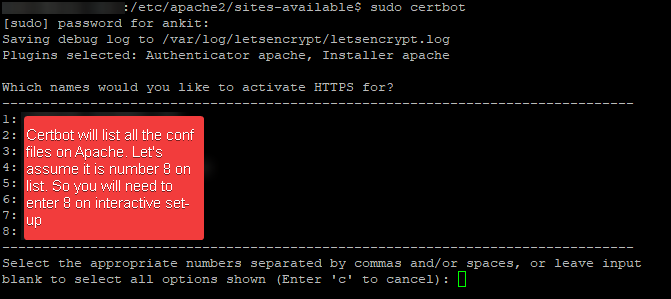 :/etc/apache2/sites-available$ sudo certbot
[sudo] password for ankit:
Saving debug log to /var/log/letsencrypt/letsencrypt.log
Plugins selected: Authenticator apache, Installer apache
Which names would you like to activate HTTPS for?
-------------------------------------------------------------------------------
1:
2:
3:
4:
5:
6:
7:
8:
Certbot will list all the conf
files on Apache. Let's
assume it is number 8 on
list. So you will need to
enter 8 on interactive set-
up
-------------------------------------------------------------------------------
Select the appropriate numbers separated by commas and/or spaces, or leave input
blank to select all options shown (Enter 'c' to cancel):